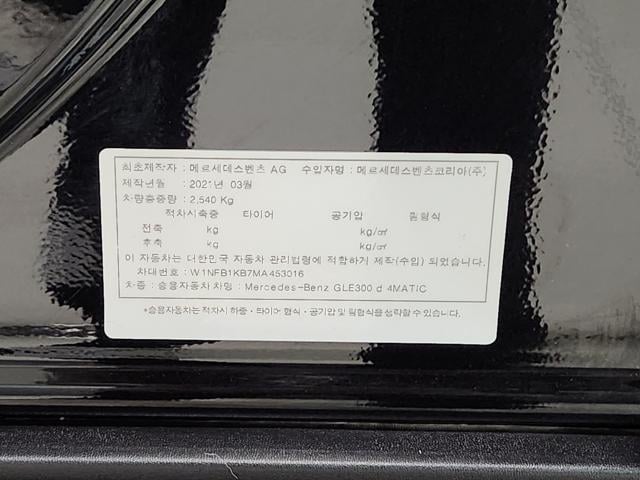 최초제작자 : 메르세데스벤츠 AG 수입자명 : 메르세데스벤츠코리아(주)
제작년월 : 2021년 03월
차량총중량 : 2,540 Kg
적차시축중 타이어 공기압 림형식
전축 kg kg/㎠
후축 kg kg/㎠
이 자동차는 대한민국 자동차 관리법령에 적합하게 제작(수입) 되었습니다.
차대번호 : W1NFB1KB7MA453016
차종 : 승용자동차 차명 : Mercedes-Benz GLE300 d 4MATIC
*승용자동차는 적차시 하중·타이어 형식·공기압 및 림형식을 생략할 수 있습니다.